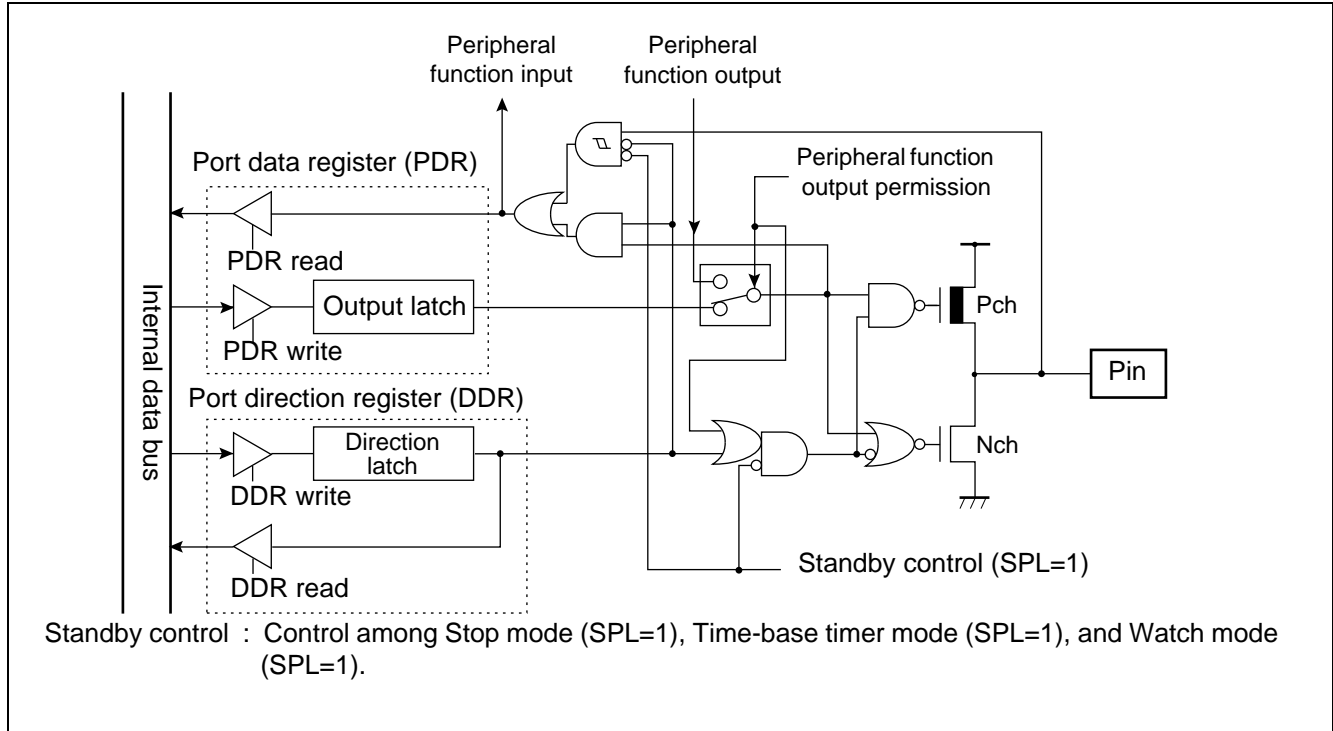 Peripheral
function input
Peripheral
function output
Port data register (PDR)
Peripheral function
output permission
PDR read
Output latch
PDR write
Internal data bus
Pch
Pin
Port direction register (DDR)
Direction
latch
Nch
DDR write
DDR read
Standby control (SPL=1)
Standby control : Control among Stop mode (SPL=1), Time-base timer mode (SPL=1), and Watch mode
(SPL=1).